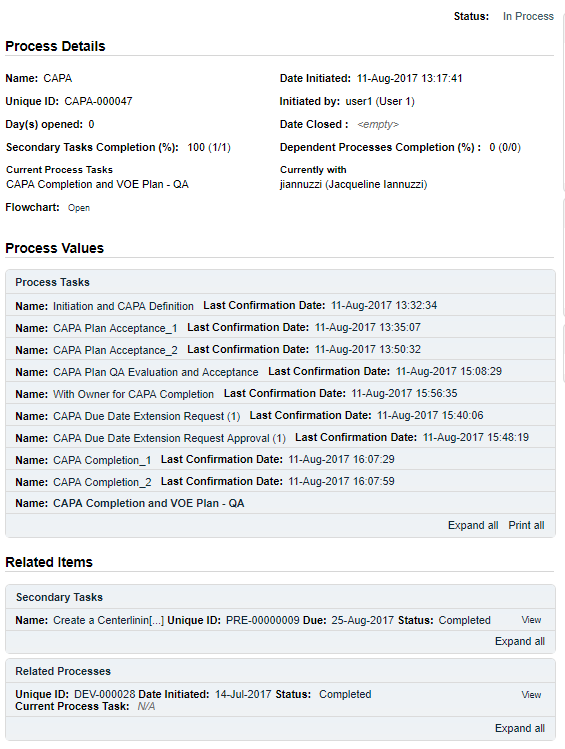 Status: In Process
Process Details
Name: CAPA Date Initiated: 11-Aug-2017 13:17:41
Unique ID: CAPA-000047 Initiated by: user1 (User 1)
Day(s) opened: 0 Date Closed : <empty>
Secondary Tasks Completion (%): 100 (1/1) Dependent Processes Completion (%) : 0 (0/0)
Current Process Tasks Currently with
CAPA Completion and VOE Plan - QA jiannuzzi (Jacqueline Iannuzzi)
Flowchart: Open
Process Values
Process Tasks
Name: Initiation and CAPA Definition Last Confirmation Date: 11-Aug-2017 13:32:34
Name: CAPA Plan Acceptance_1 Last Confirmation Date: 11-Aug-2017 13:35:07
Name: CAPA Plan Acceptance_2 Last Confirmation Date: 11-Aug-2017 13:50:32
Name: CAPA Plan QA Evaluation and Acceptance Last Confirmation Date: 11-Aug-2017 15:08:29
Name: With Owner for CAPA Completion Last Confirmation Date: 11-Aug-2017 15:56:35
Name: CAPA Due Date Extension Request (1) Last Confirmation Date: 11-Aug-2017 15:40:06
Name: CAPA Due Date Extension Request Approval (1) Last Confirmation Date: 11-Aug-2017 15:48:19
Name: CAPA Completion_1 Last Confirmation Date: 11-Aug-2017 16:07:29
Name: CAPA Completion_2 Last Confirmation Date: 11-Aug-2017 16:07:59
Name: CAPA Completion and VOE Plan - QA
Expand all Print all
Related Items
Secondary Tasks
Name: Create a Centerlinin[...] Unique ID: PRE-00000009 Due: 25-Aug-2017 Status: Completed View
Expand all
Related Processes
Unique ID: DEV-000028 Date Initiated: 14-Jul-2017 Status: Completed View
Current Process Task: N/A
Expand all